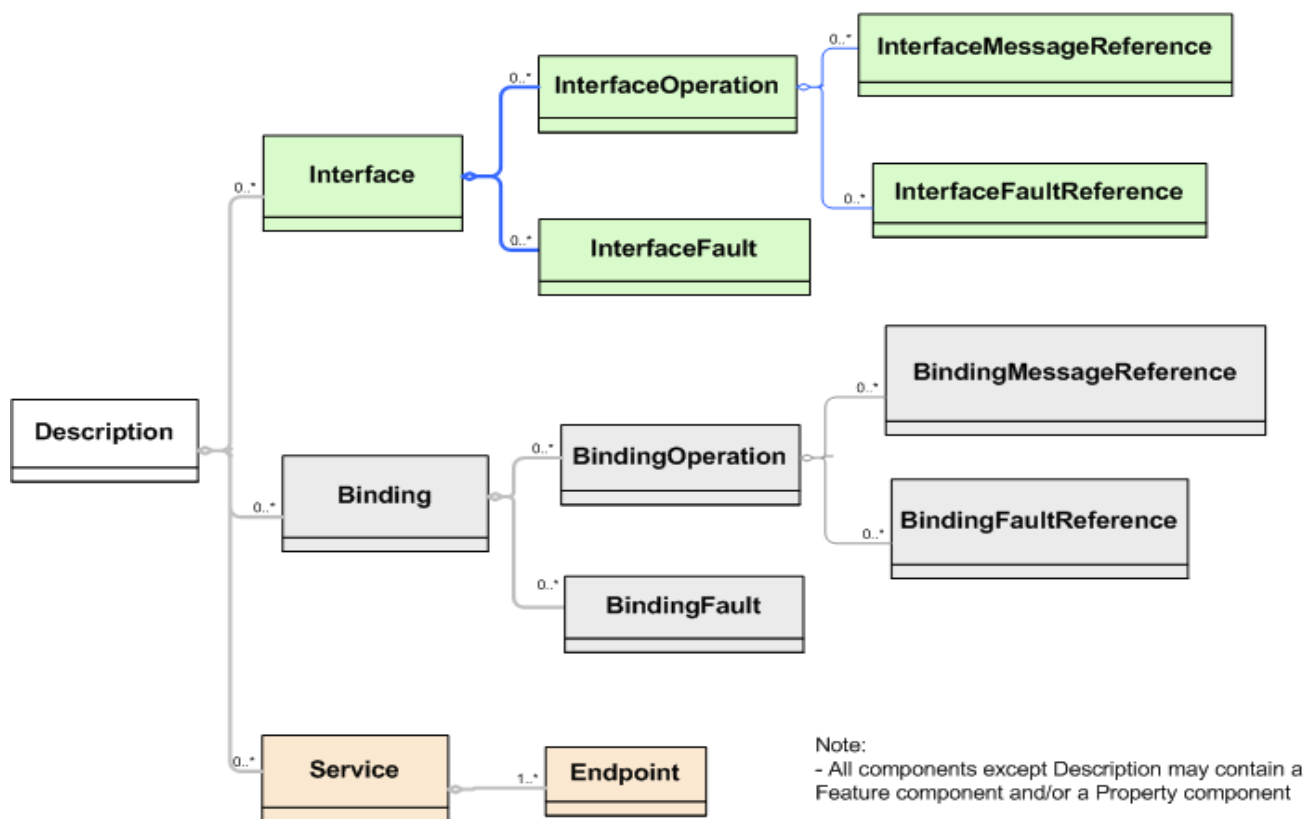 0..*
InterfaceMessageReference
0..*
InterfaceOperation
Interface
0..*
0..*
InterfaceFaultReference
0..*
InterfaceFault
BindingMessageReference
0..*
Description
0..*
BindingOperation
Binding
0..*
BindingFaultReference
0..*
0..*
BindingFault
0..*
Service
1..*
Endpoint
Note:
- All components except Description may contain a
Feature component and/or a Property component